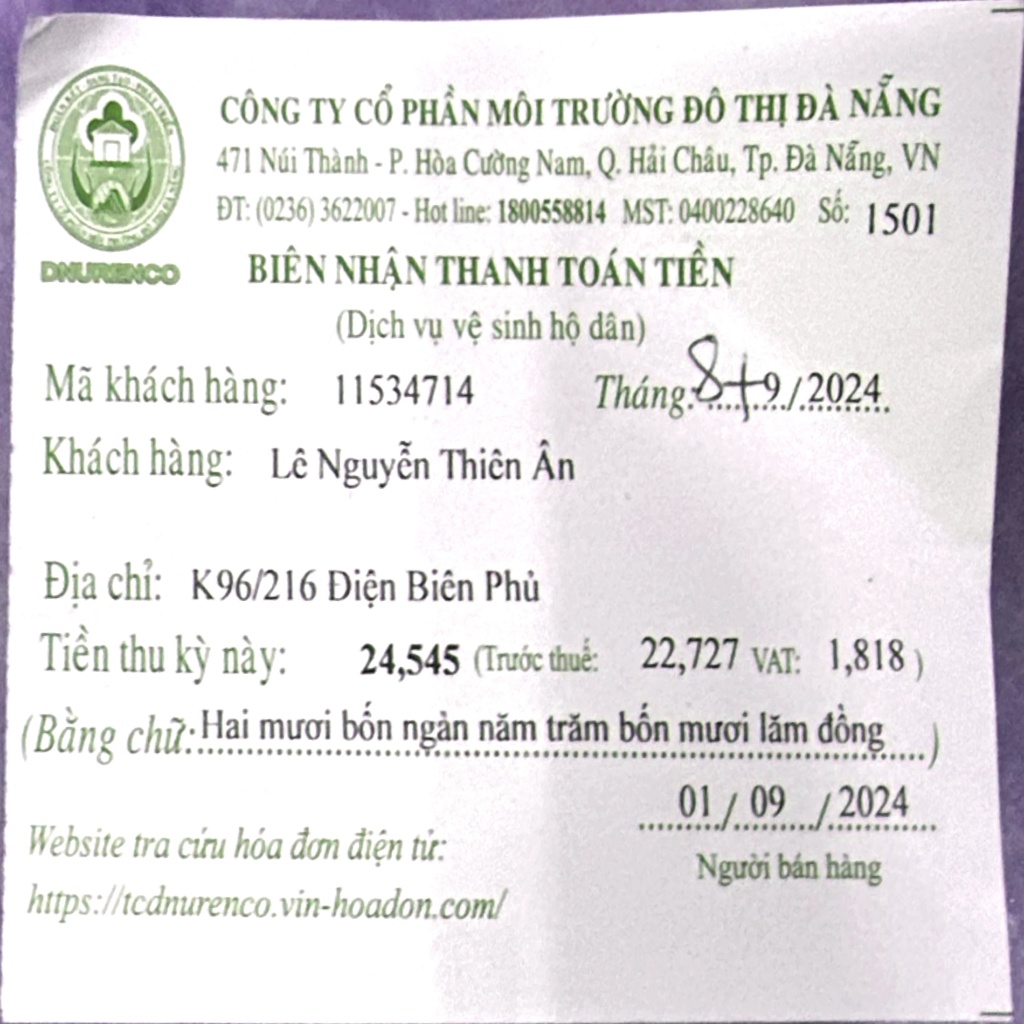 CÔNG TY CỔ PHẦN MÔI TRƯỜNG ĐÔ THỊ ĐÀ NẴNG
471 Núi Thành - P. Hòa Cường Nam, Q. Hải Châu, Tp. Đà Nẵng, VN
ĐT: (0236) 3622007 - Hot line: 1800558814 MST: 0400228640 Số: 1501
DNURENCO
BIÊN NHẬN THANH TOÁN TIỀN
(Dịch vụ vệ sinh hộ dân)
Mã khách hàng: 11534714 Tháng: 8+9/2024
Khách hàng: Lê Nguyễn Thiên Ân
Địa chỉ: K96/216 Điện Biên Phủ
Tiền thu kỳ này: 24,545 (Trước thuế: 22,727 VAT: 1,818 )
(Bằng chữ: Hai mươi bốn ngàn năm trăm bốn mươi lăm đồng )
01 / 09 / 2024
Người bán hàng
Website tra cứu hóa đơn điện tử:
https://tcdnurenco.vin-hoadon.com/